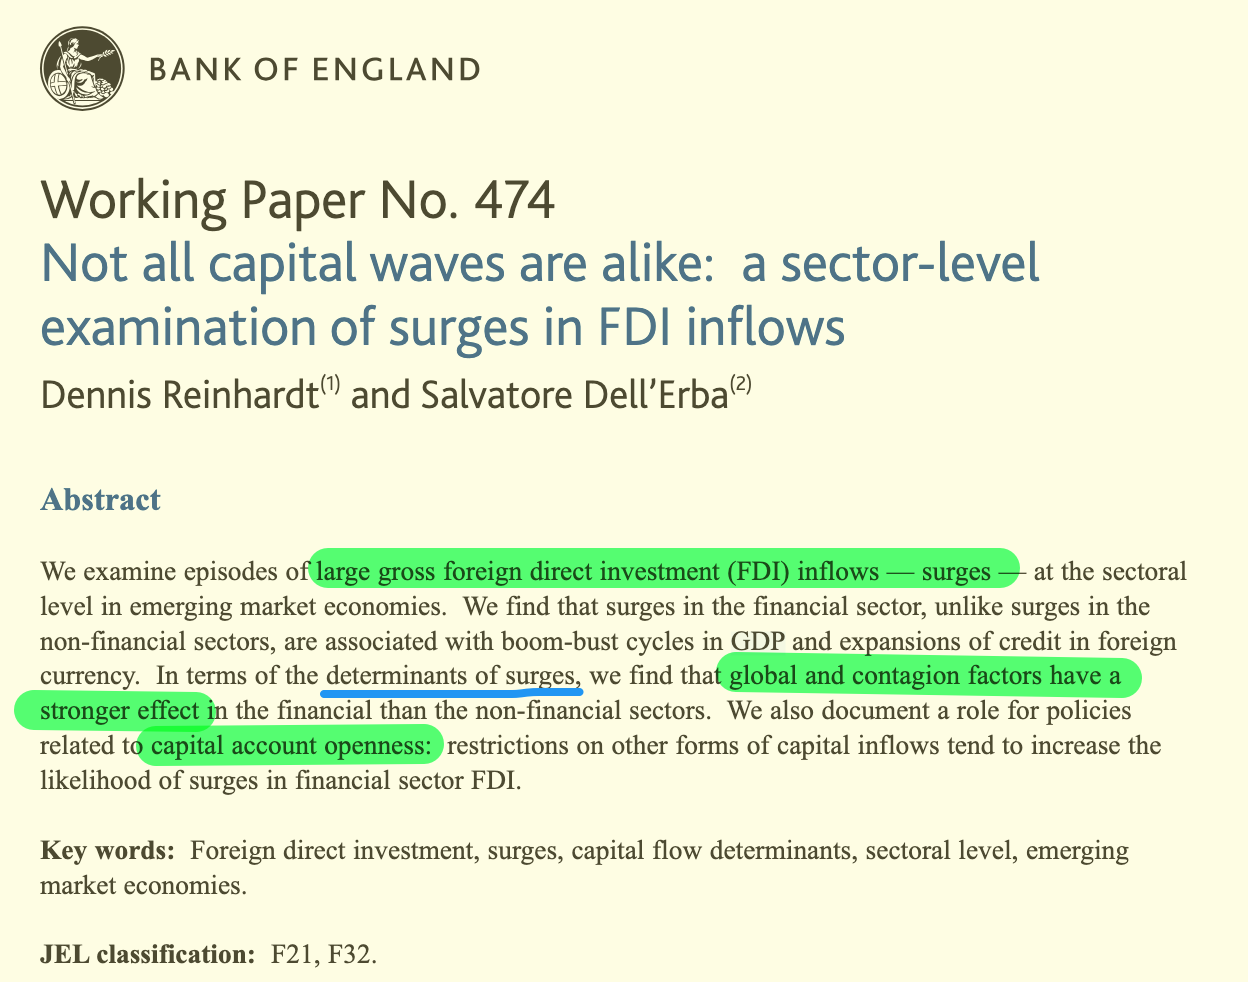 BANK OF ENGLAND
Working Paper No. 474
Not all capital waves are alike:  a sector-level
examination of surges in FDI inflows
Dennis Reinhardt(1) and Salvatore Dell’Erba(2)
Abstract
We examine episodes of large gross foreign direct investment (FDI) inflows — surges — at the sectoral
level in emerging market economies.  We find that surges in the financial sector, unlike surges in the
non-financial sectors, are associated with boom-bust cycles in GDP and expansions of credit in foreign
currency.  In terms of the determinants of surges, we find that global and contagion factors have a
stronger effect in the financial than the non-financial sectors.  We also document a role for policies
related to capital account openness:  restrictions on other forms of capital inflows tend to increase the
likelihood of surges in financial sector FDI.
Key words:  Foreign direct investment, surges, capital flow determinants, sectoral level, emerging
market economies.
JEL classification:  F21, F32.